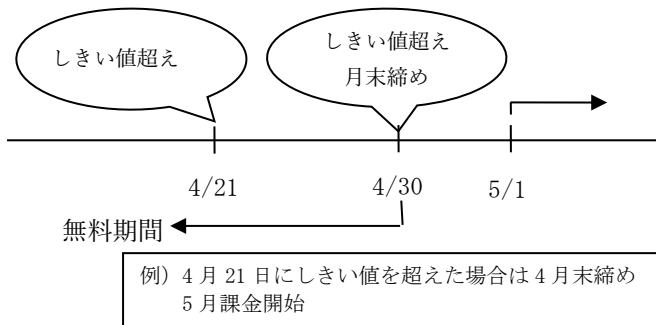 しきい値超え
しきい値超え
月末締め
4/21
4/30
5/1
無料期間
例）4 月 21 日にしきい値を超えた場合は 4 月末締め
5 月課金開始